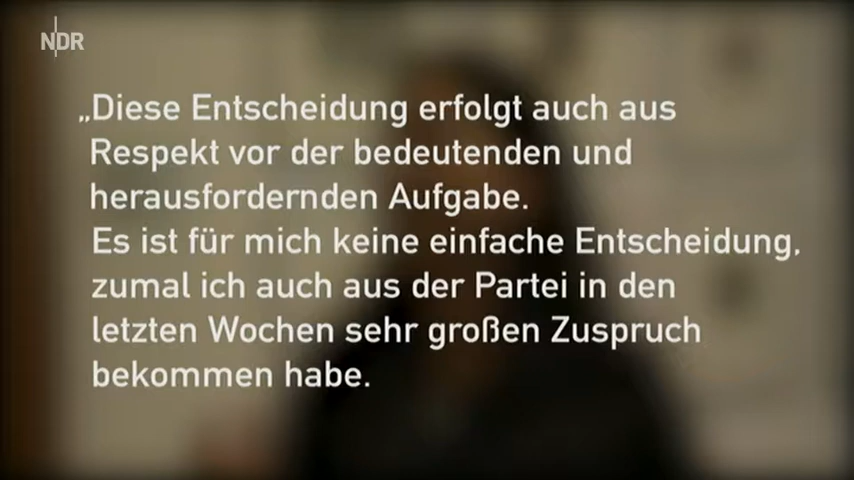 NDR
„Diese Entscheidung erfolgt auch aus
Respekt vor der bedeutenden und
herausfordernden Aufgabe.
Es ist für mich keine einfache Entscheidung,
zumal ich auch aus der Partei in den
letzten Wochen sehr großen Zuspruch
bekommen habe.